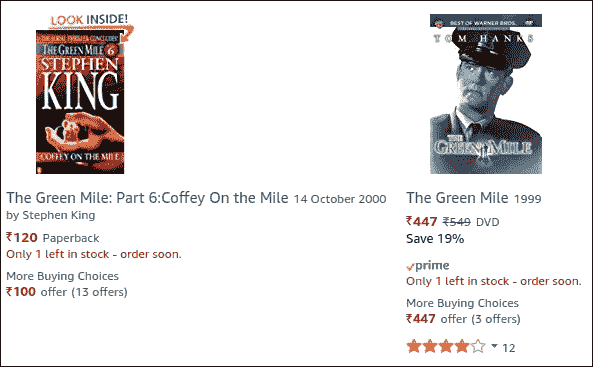 LOOK INSIDE!
THE SERIAL THRILLER CONCLUDES
THE GREEN MILE 6
STEPHEN
KING
COFFEY ON THE MILE
The Green Mile: Part 6:Coffey On the Mile 14 October 2000
by Stephen King
₹120 Paperback
Only 1 left in stock - order soon.
More Buying Choices
₹100 offer (13 offers)
BEST OF WARNER BROS.
TOM HANKS
THE
GREEN MILE
The Green Mile 1999
₹447 ₹549 DVD
Save 19%
prime
Only 1 left in stock - order soon.
More Buying Choices
₹447 offer (3 offers)
12